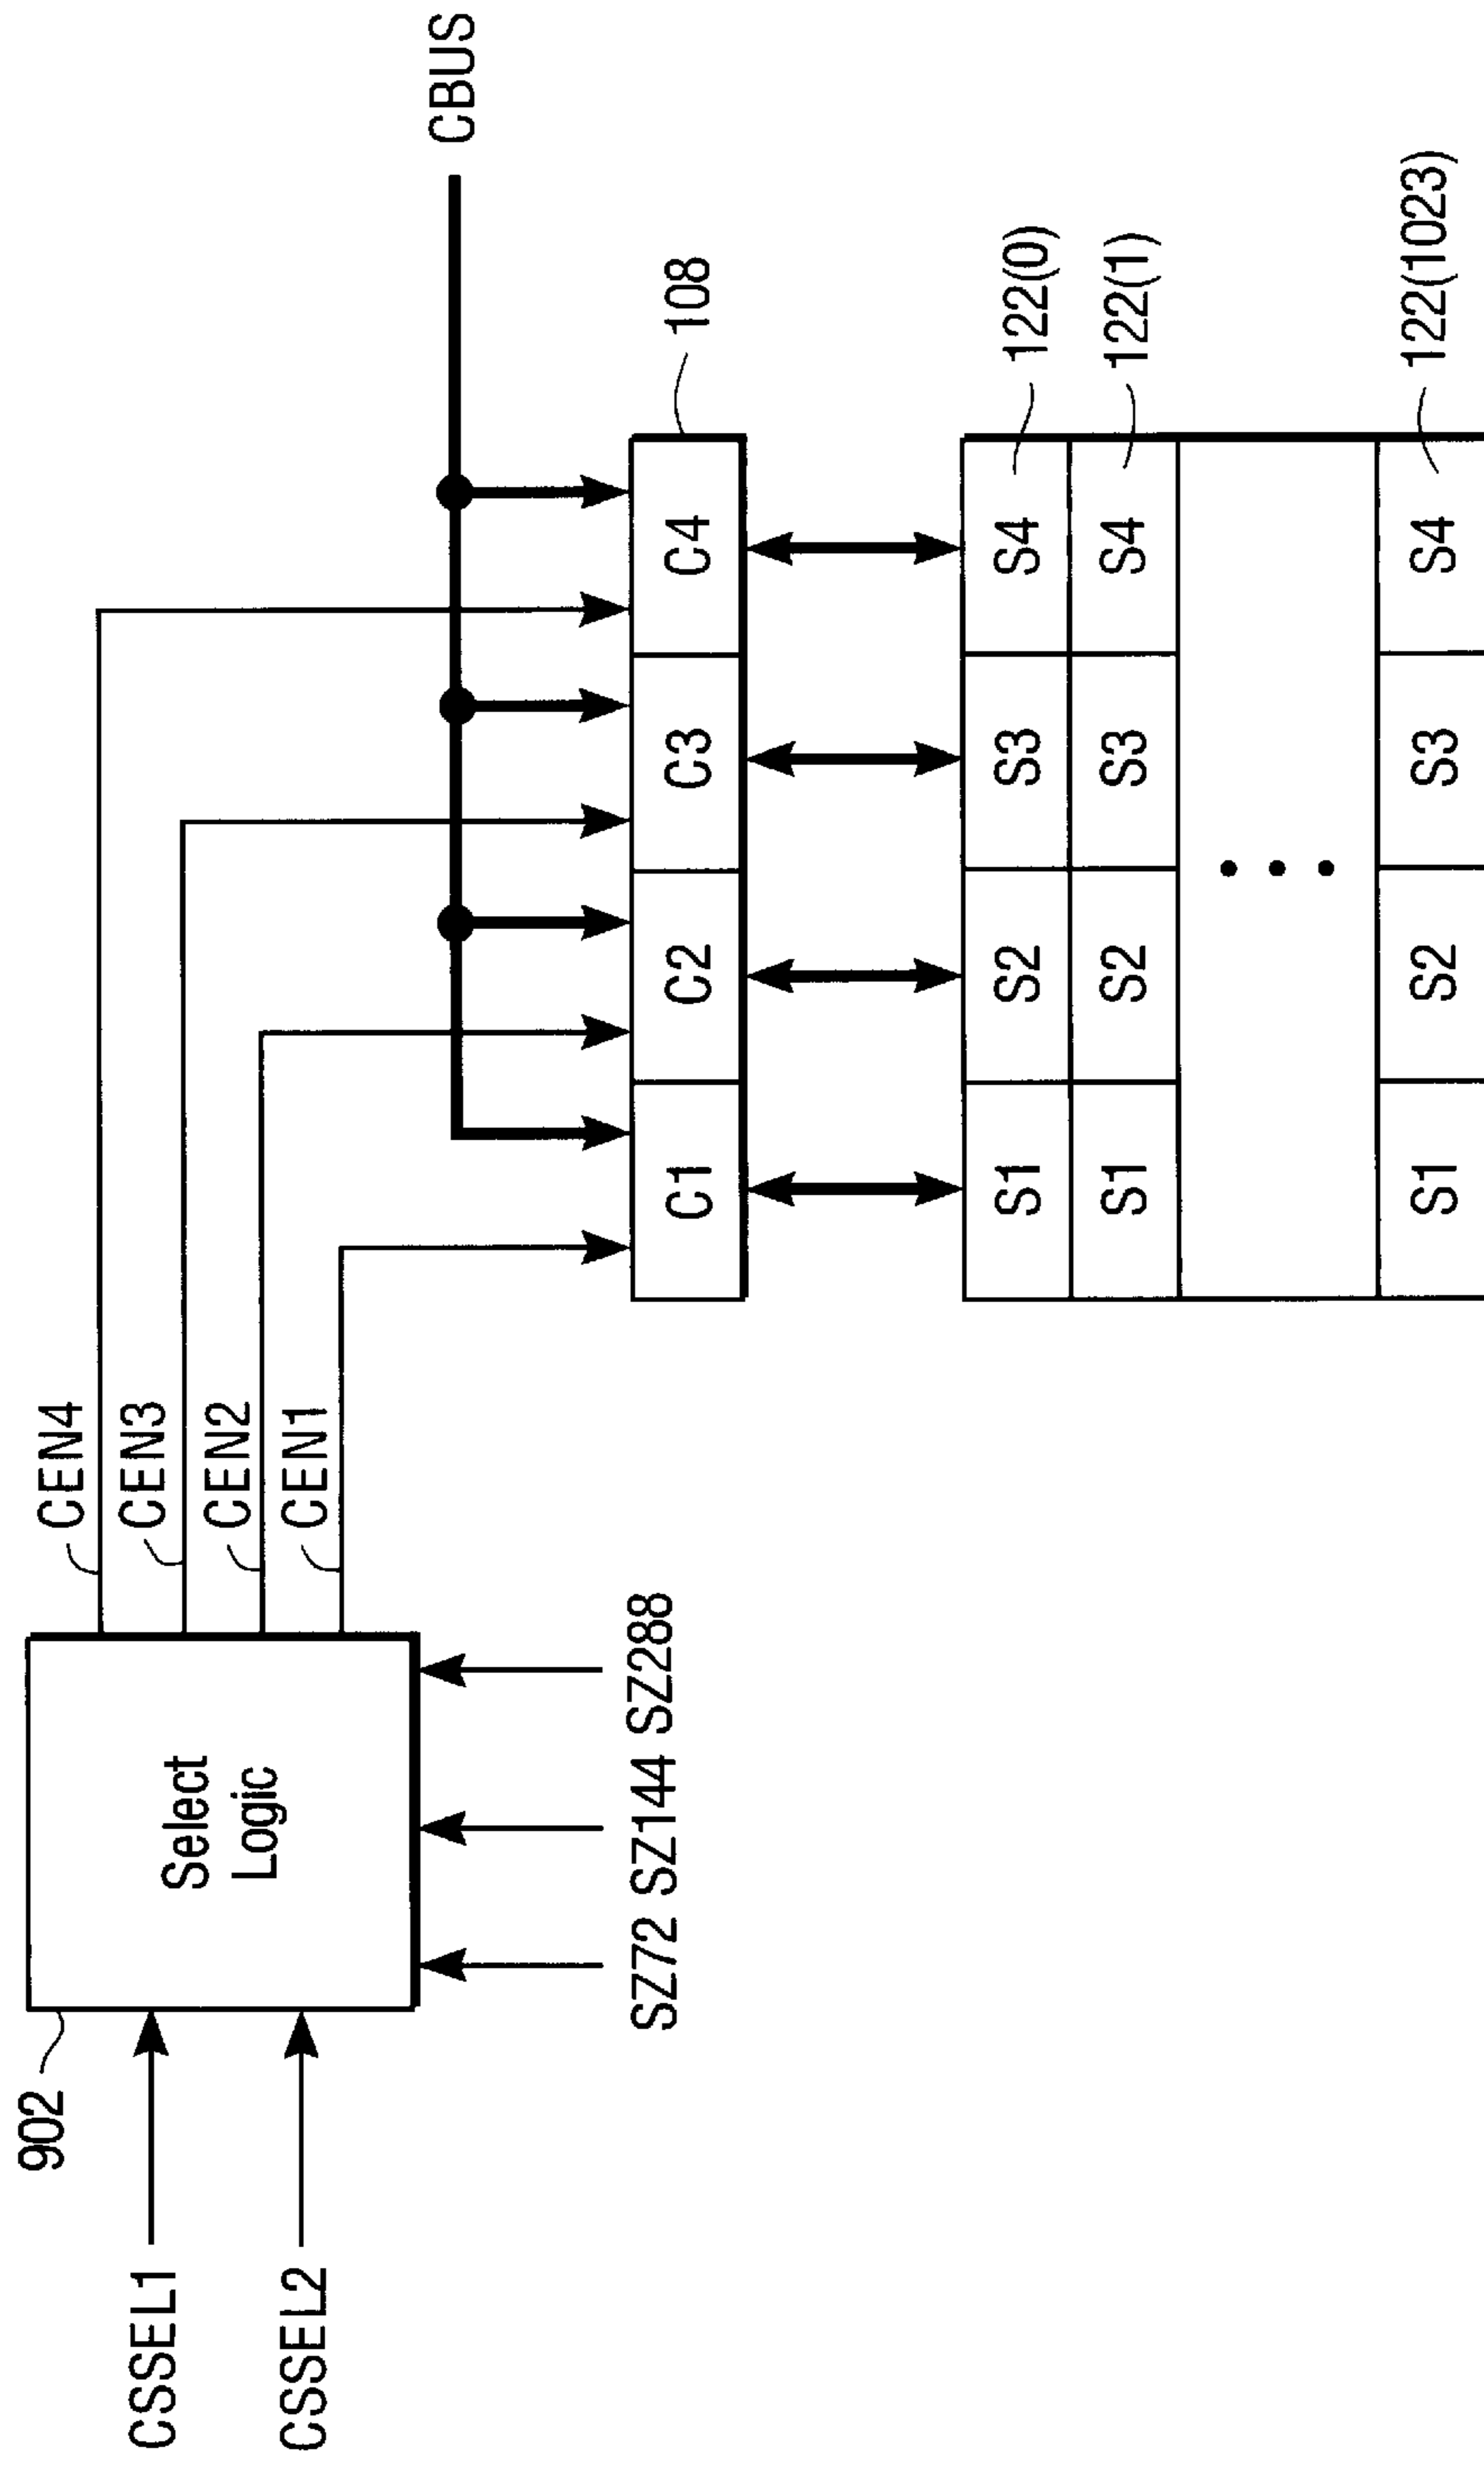 902
CSSEL1
CSSEL2
Select
Logic
SZ72 SZ144 SZ288
CEN4
CEN3
CEN2
CEN1
CBUS
108
C1 C2 C3 C4
122(0)
S1 S2 S3 S4
122(1)
S1 S2 S3 S4
122(1023)
S1 S2 S3 S4